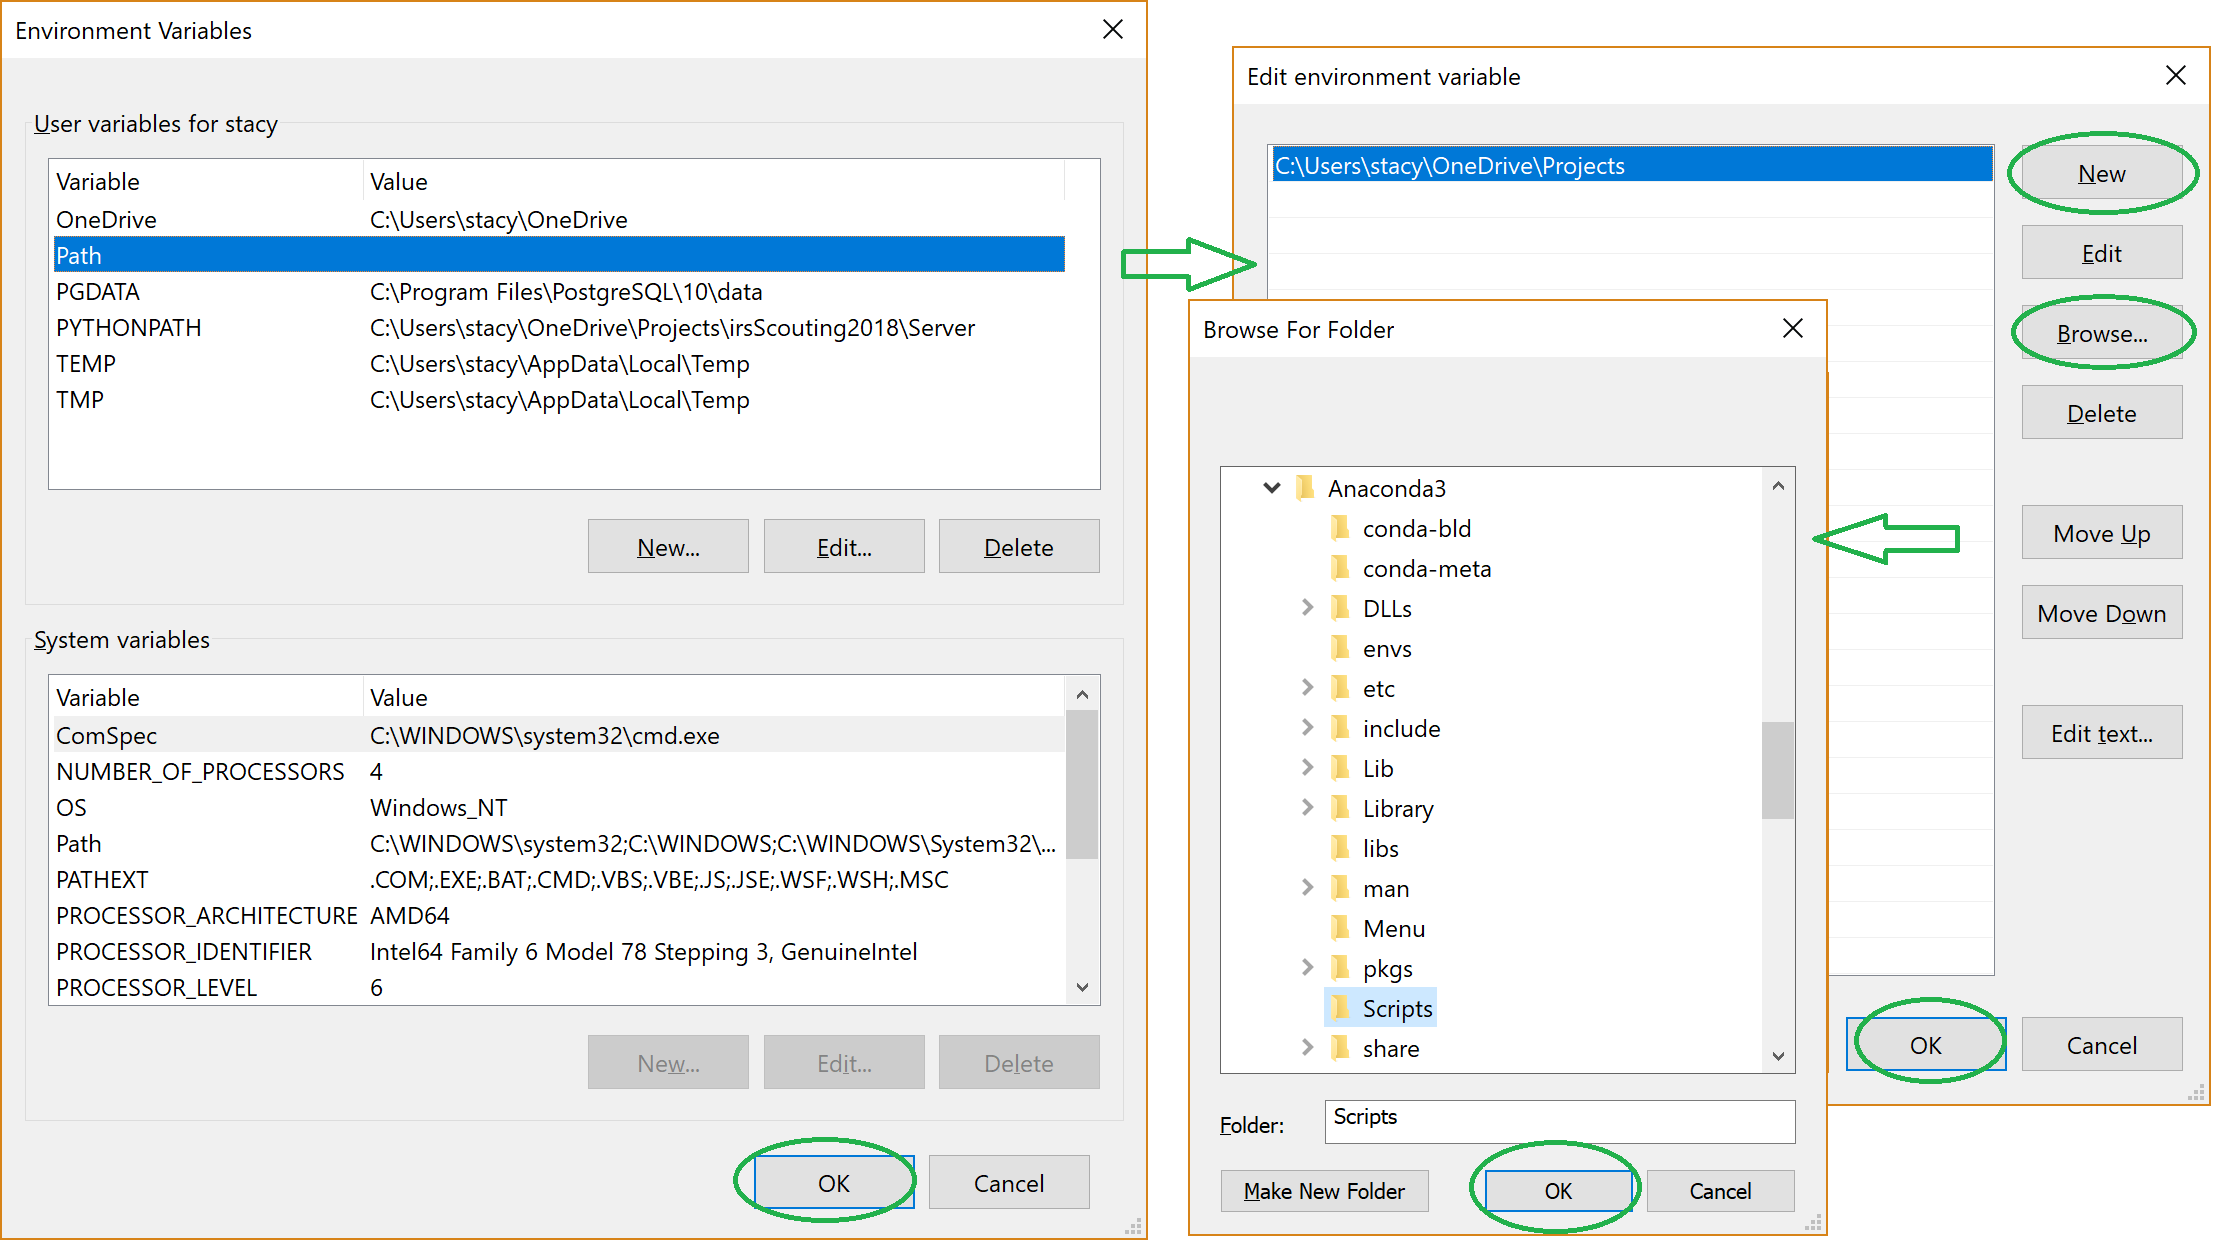 Environment Variables
User variables for stacy
Variable Value
OneDrive C:\Users\stacy\OneDrive
Path
PGDATA C:\Program Files\PostgreSQL\10\data
PYTHONPATH C:\Users\stacy\OneDrive\Projects\irsScouting2018\Server
TEMP C:\Users\stacy\AppData\Local\Temp
TMP C:\Users\stacy\AppData\Local\Temp
New... Edit... Delete
System variables
Variable Value
ComSpec C:\WINDOWS\system32\cmd.exe
NUMBER_OF_PROCESSORS 4
OS Windows_NT
Path C:\WINDOWS\system32;C:\WINDOWS;C:\WINDOWS\System32\...
PATHEXT .COM;.EXE;.BAT;.CMD;.VBS;.VBE;.JS;.JSE;.WSF;.WSH;.MSC
PROCESSOR_ARCHITECTURE AMD64
PROCESSOR_IDENTIFIER Intel64 Family 6 Model 78 Stepping 3, GenuineIntel
PROCESSOR_LEVEL 6
New... Edit... Delete
OK Cancel
Edit environment variable
C:\Users\stacy\OneDrive\Projects
New
Edit
Browse...
Delete
Move Up
Move Down
Edit text...
OK Cancel
Browse For Folder
Anaconda3
conda-bld
conda-meta
DLLs
envs
etc
include
Lib
Library
libs
man
Menu
pkgs
Scripts
share
Folder: Scripts
Make New Folder OK Cancel